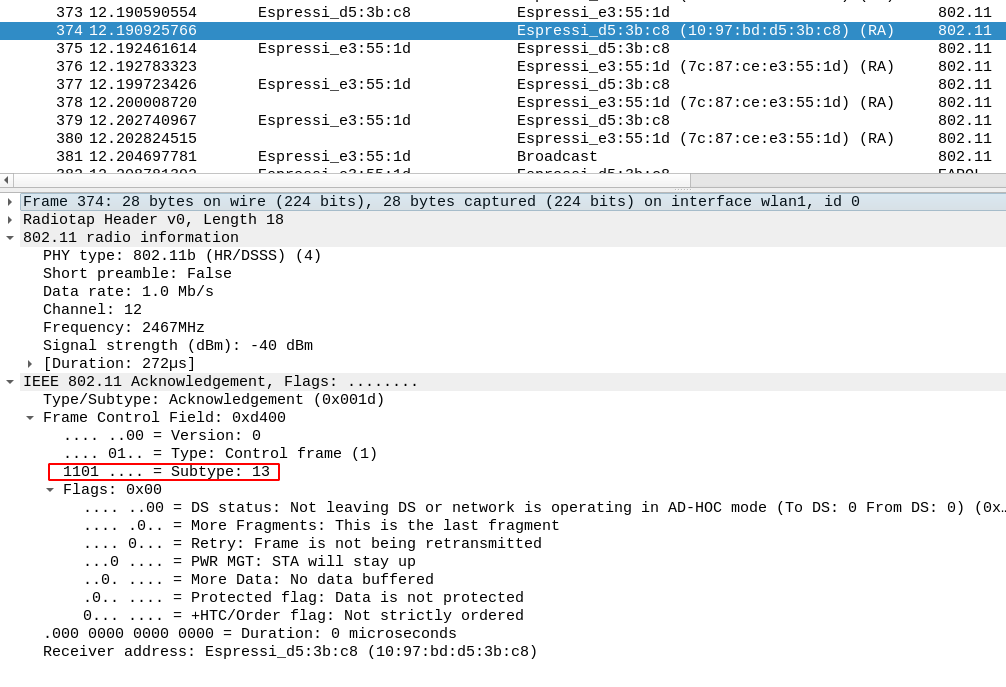 373 12.190590554 Espressi_d5:3b:c8 Espressi_e3:55:1d 802.11
374 12.190925766 Espressi_d5:3b:c8 (10:97:bd:d5:3b:c8) (RA) 802.11
375 12.192461614 Espressi_e3:55:1d Espressi_d5:3b:c8 802.11
376 12.192783323 Espressi_e3:55:1d (7c:87:ce:e3:55:1d) (RA) 802.11
377 12.199723426 Espressi_e3:55:1d Espressi_d5:3b:c8 802.11
378 12.200008720 Espressi_e3:55:1d (7c:87:ce:e3:55:1d) (RA) 802.11
379 12.202740967 Espressi_e3:55:1d Espressi_d5:3b:c8 802.11
380 12.202824515 Espressi_e3:55:1d (7c:87:ce:e3:55:1d) (RA) 802.11
381 12.204697781 Espressi_e3:55:1d Broadcast 802.11
Frame 374: 28 bytes on wire (224 bits), 28 bytes captured (224 bits) on interface wlan1, id 0
Radiotap Header v0, Length 18
802.11 radio information
PHY type: 802.11b (HR/DSSS) (4)
Short preamble: False
Data rate: 1.0 Mb/s
Channel: 12
Frequency: 2467MHz
Signal strength (dBm): -40 dBm
[Duration: 272µs]
IEEE 802.11 Acknowledgement, Flags: ........
Type/Subtype: Acknowledgement (0x001d)
Frame Control Field: 0xd400
.... ..00 = Version: 0
.... 01.. = Type: Control frame (1)
1101 .... = Subtype: 13
Flags: 0x00
.... ..00 = DS status: Not leaving DS or network is operating in AD-HOC mode (To DS: 0 From DS: 0) (0x…
.... .0.. = More Fragments: This is the last fragment
.... 0... = Retry: Frame is not being retransmitted
...0 .... = PWR MGT: STA will stay up
..0. .... = More Data: No data buffered
.0.. .... = Protected flag: Data is not protected
0... .... = +HTC/Order flag: Not strictly ordered
.000 0000 0000 0000 = Duration: 0 microseconds
Receiver address: Espressi_d5:3b:c8 (10:97:bd:d5:3b:c8)